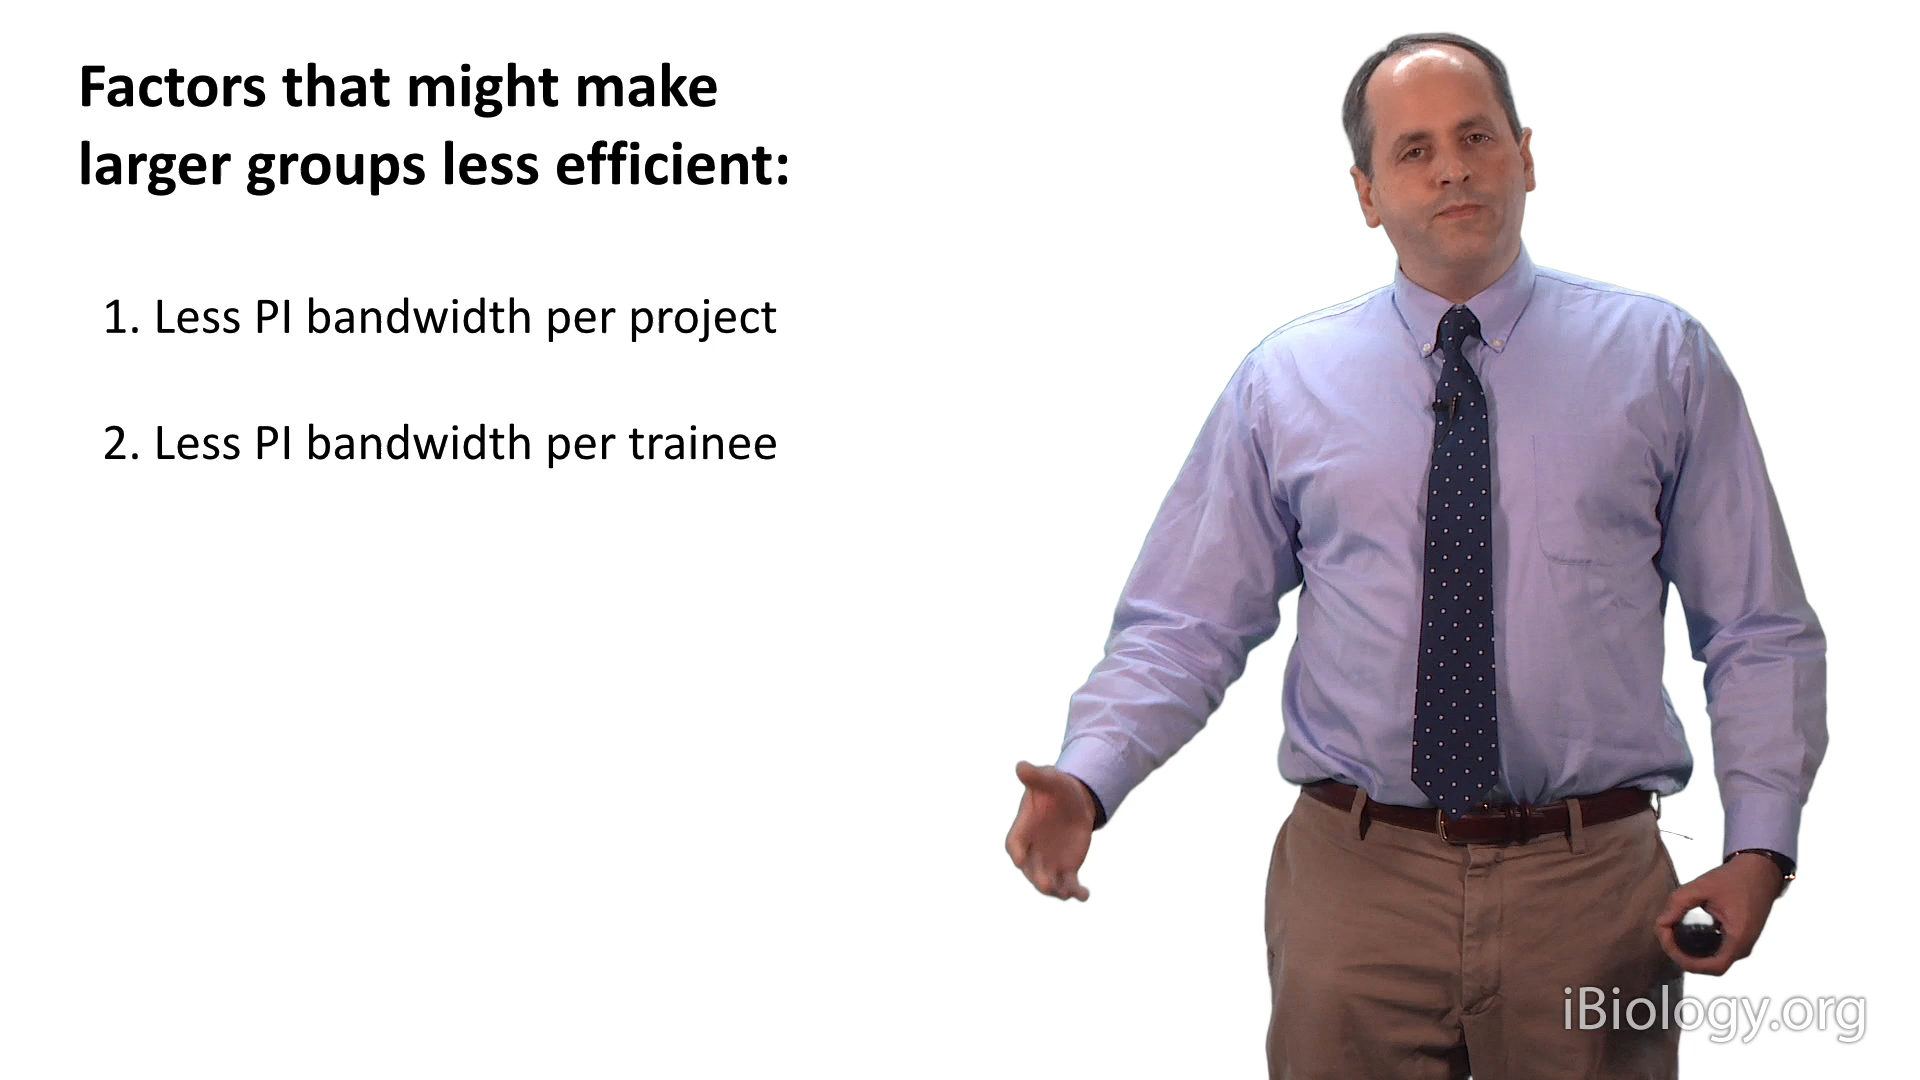 Factors that might make
larger groups less efficient:
1. Less PI bandwidth per project
2. Less PI bandwidth per trainee
iBiology.org